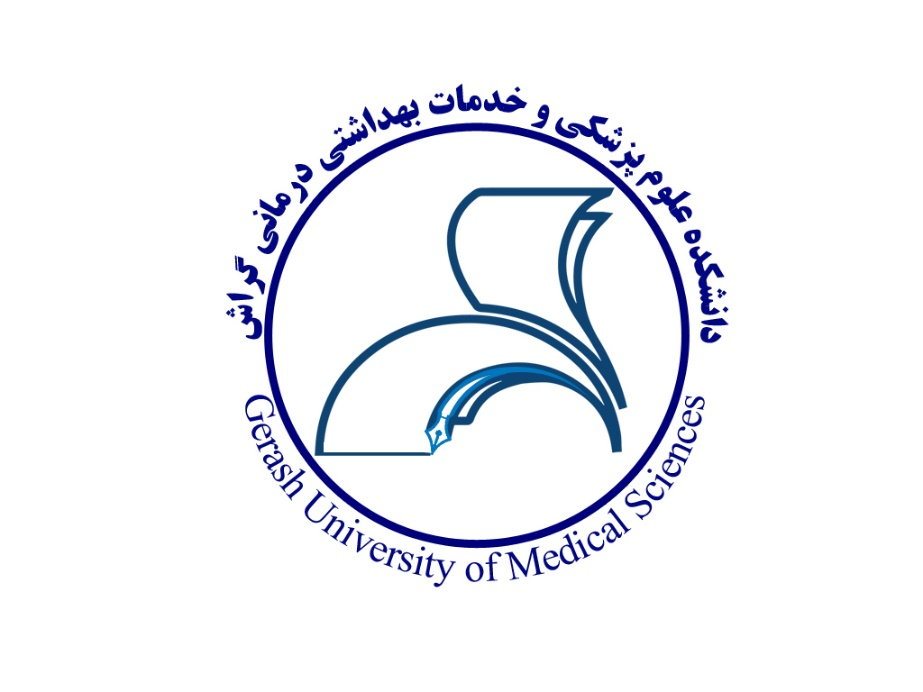 دانشکده علوم پزشکی و خدمات بهداشتی درمانی گراش
Gerash University of Medical Sciences